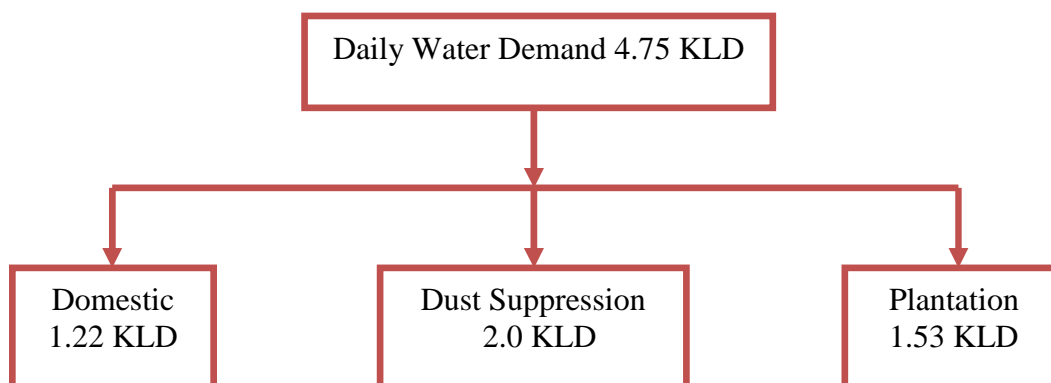 Daily Water Demand 4.75 KLD
Domestic
1.22 KLD
Dust Suppression
2.0 KLD
Plantation
1.53 KLD